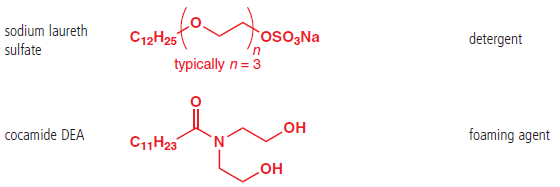 sodium laureth
sulfate
C12H25
O
OSO3Na
n
typically n = 3
detergent
cocamide DEA
O
C11H23
N
OH
OH
foaming agent